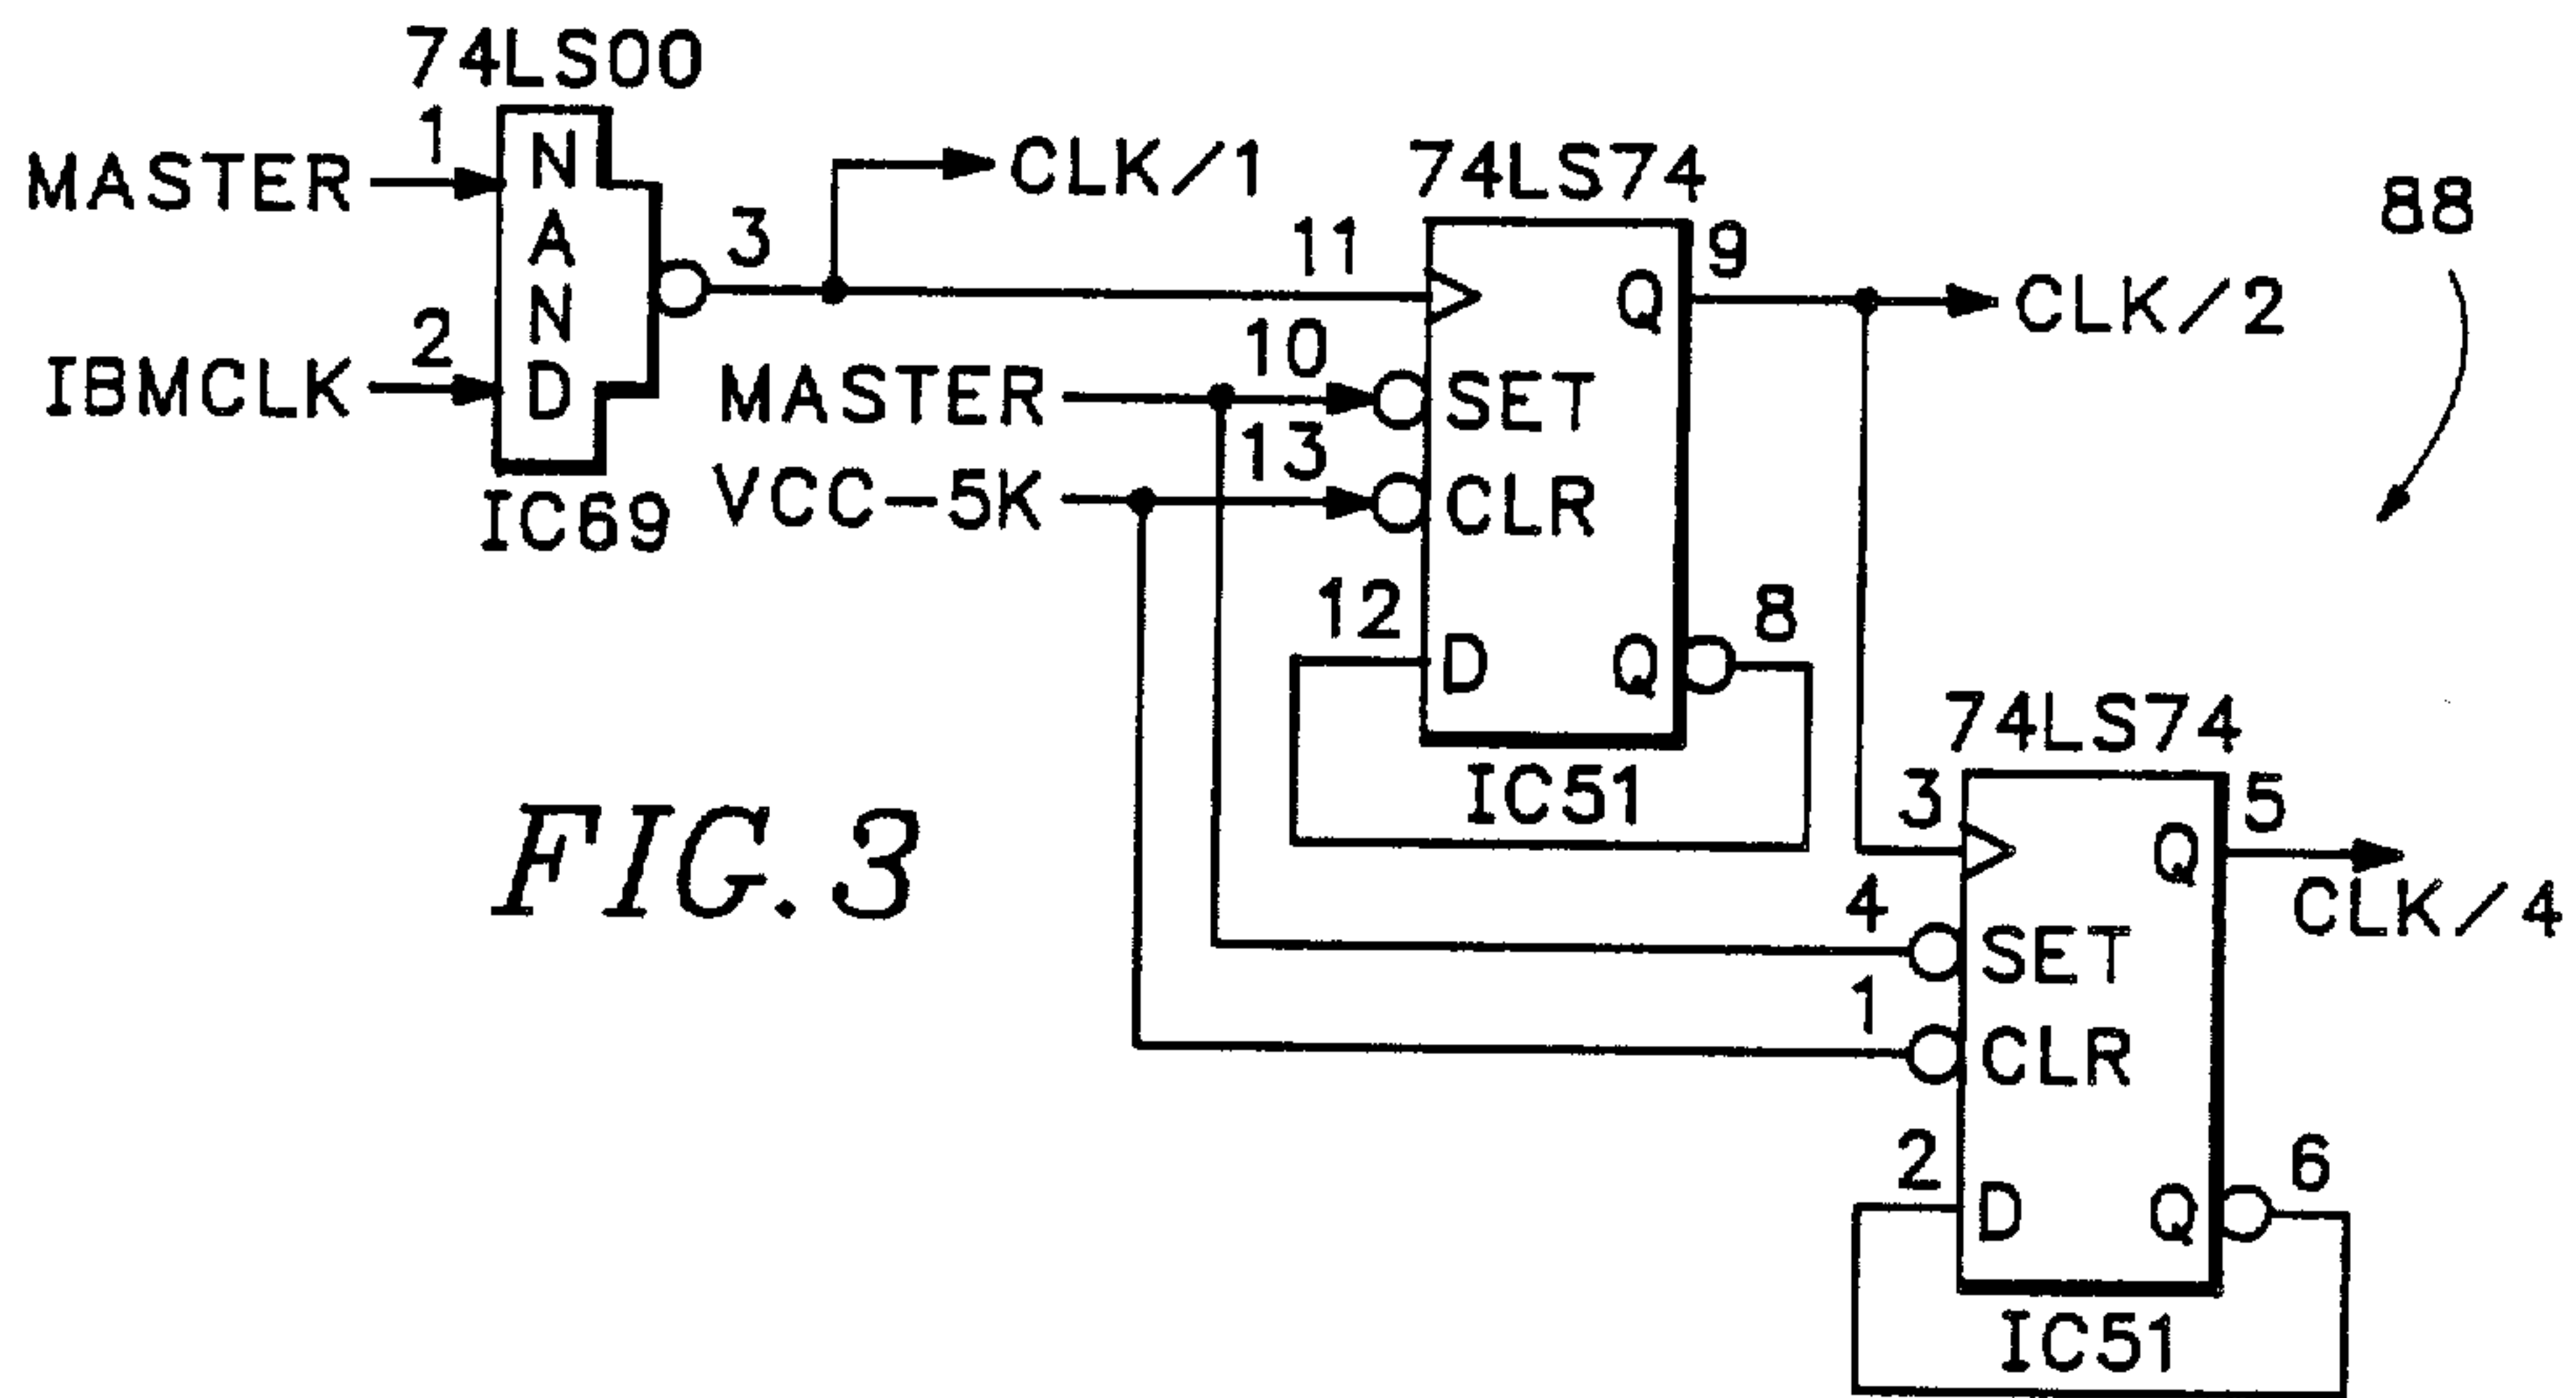 74LS00
1
MASTER
NAND
3
2
IBMCLK
IC69
CLK/1
74LS74
11
9
Q
CLK/2
88
MASTER
10
SET
VCC-5K
13
CLR
12
D
Q
8
IC51
74LS74
3
5
Q
CLK/4
4
SET
1
CLR
2
D
Q
6
IC51
FIG. 3